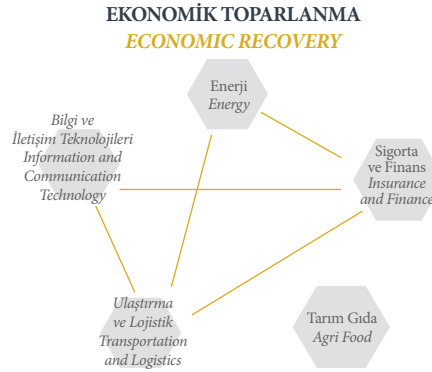 EKONOMİK TOPARLANMA
ECONOMIC RECOVERY
Enerji
Energy
Bilgi ve
İletişim Teknolojileri
Information and
Communication
Technology
Sigorta
ve Finans
Insurance
and Finance
Ulaştırma
ve Lojistik
Transportation
and Logistics
Tarım Gıda
Agri Food